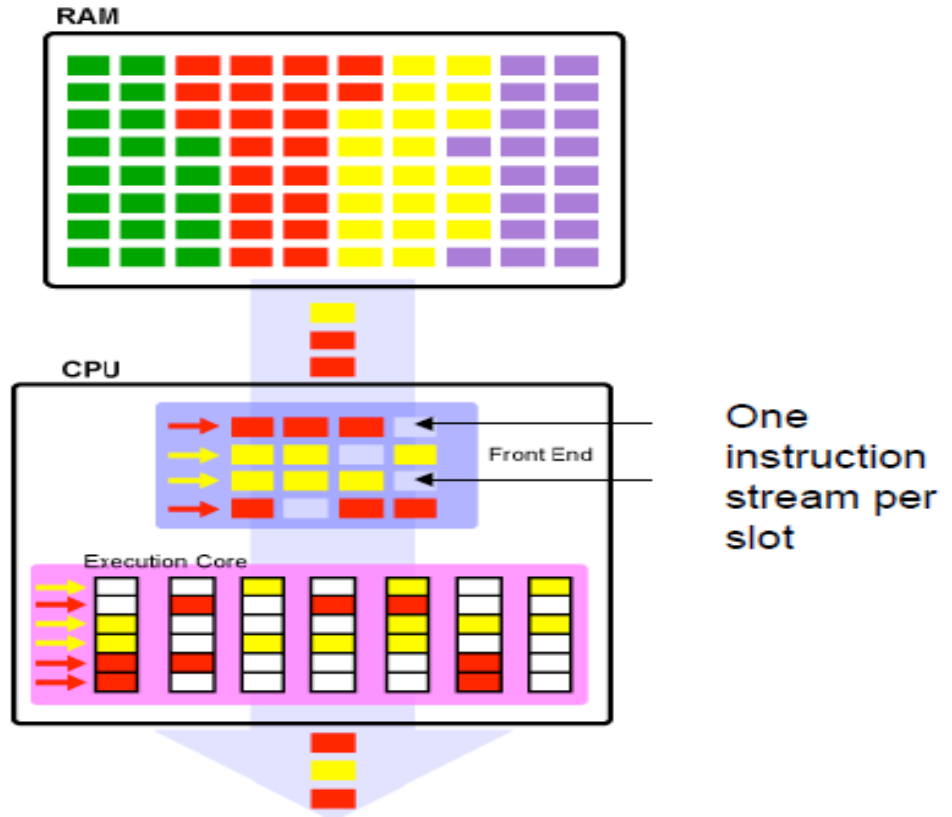 RAM
CPU
Front End
One
instruction
stream per
slot
Execution Core